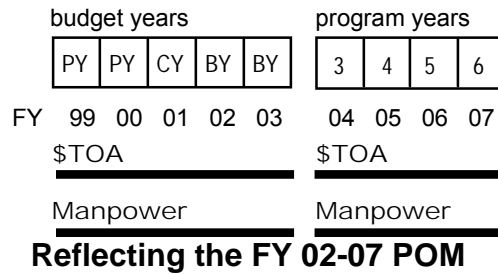 budget years program years
PY PY CY BY BY 3 4 5 6
FY 99 00 01 02 03 04 05 06 07
$TOA $TOA
Manpower Manpower
Reflecting the FY 02-07 POM